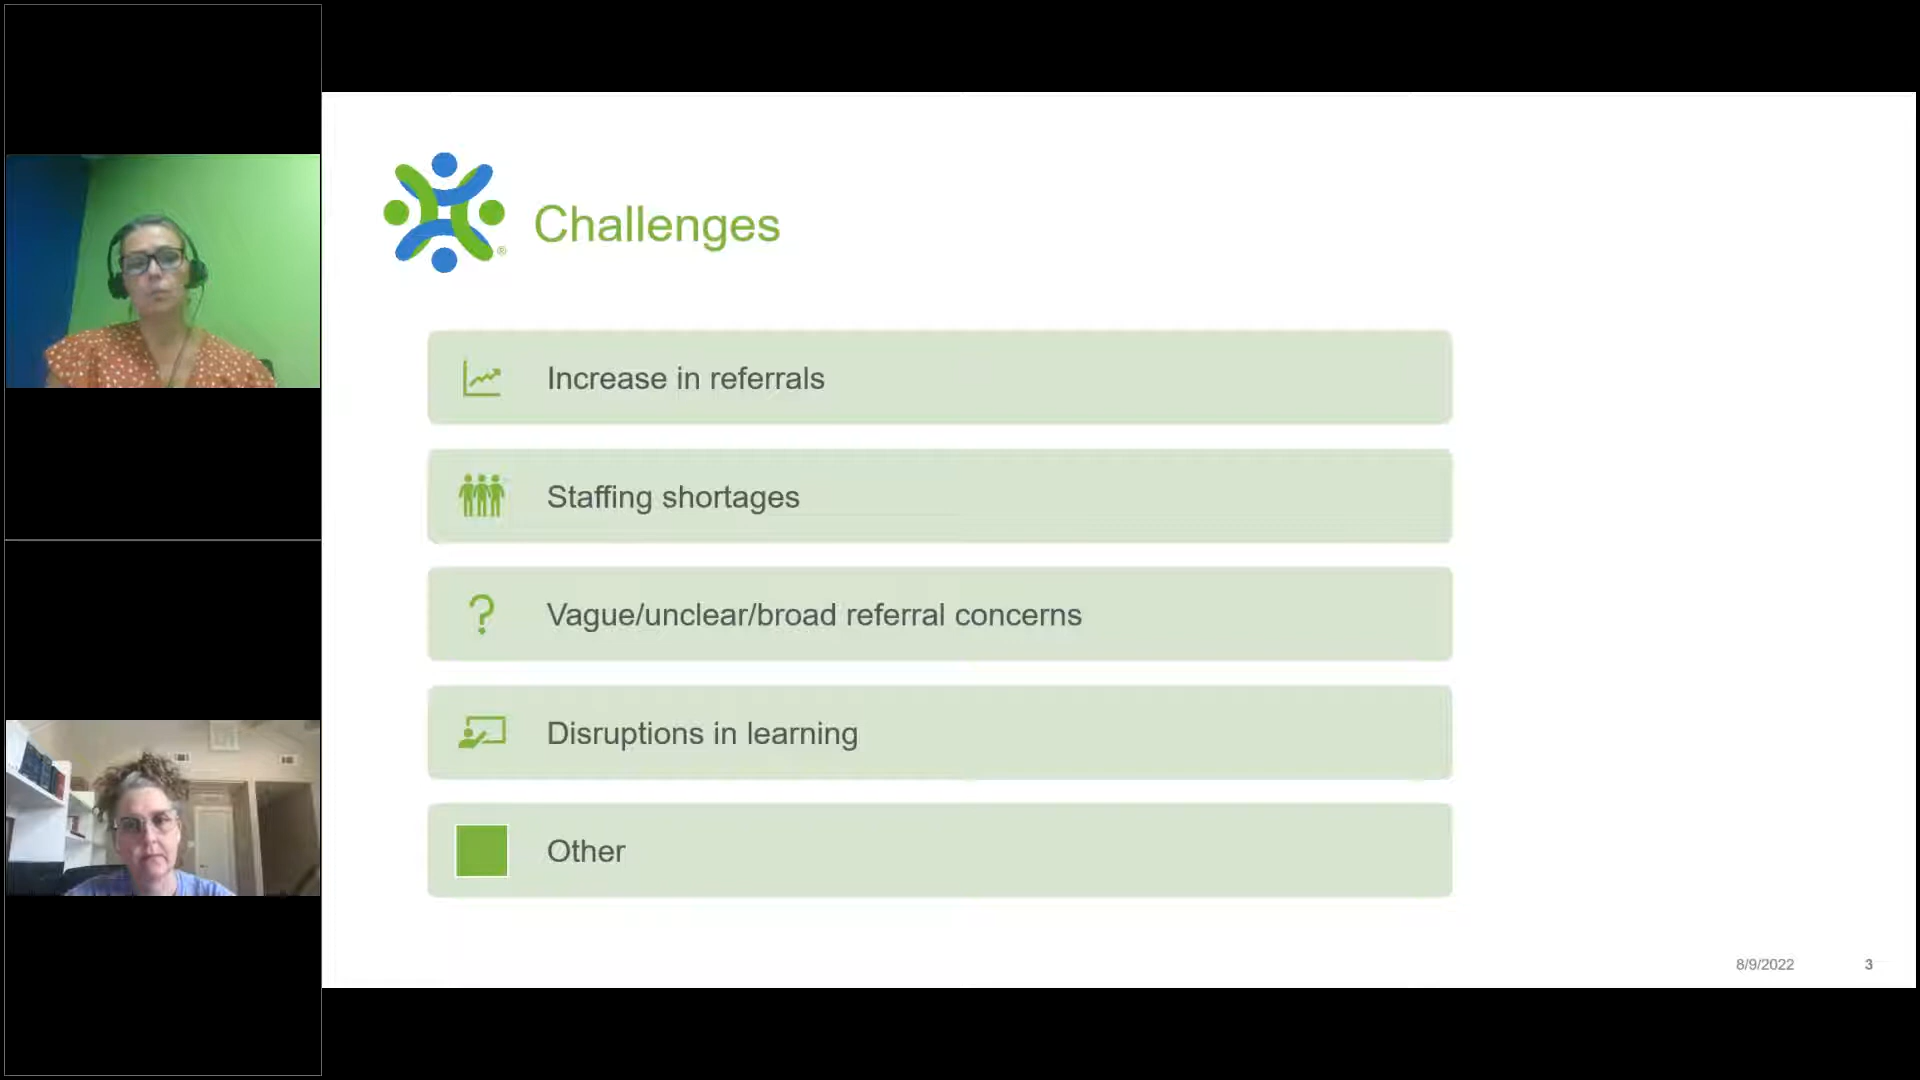 Challenges
Increase in referrals
Staffing shortages
Vague/unclear/broad referral concerns
Disruptions in learning
Other
8/9/2022 3